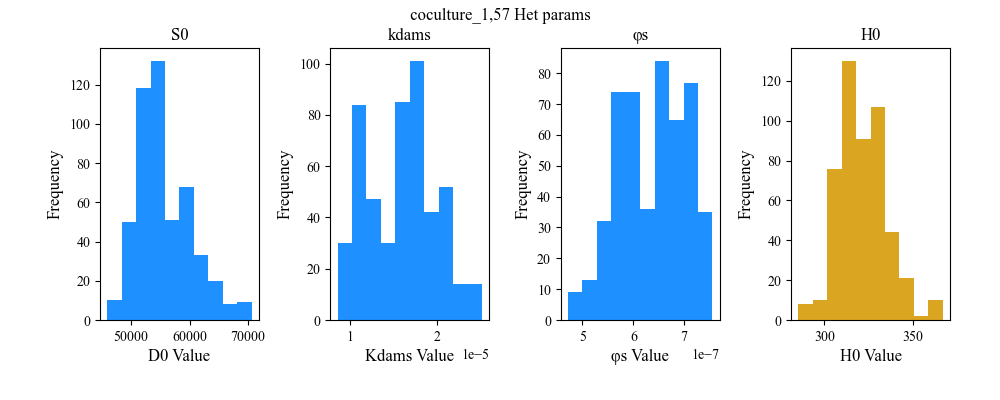 coculture_1,57 Het params
S0
Frequency
120
100
80
60
40
20
0
50000 60000 70000
D0 Value
kdams
Frequency
100
80
60
40
20
0
1 2
1e−5
Kdams Value
φs
Frequency
80
70
60
50
40
30
20
10
0
5 6 7
1e−7
φs Value
H0
Frequency
120
100
80
60
40
20
0
300 350
H0 Value